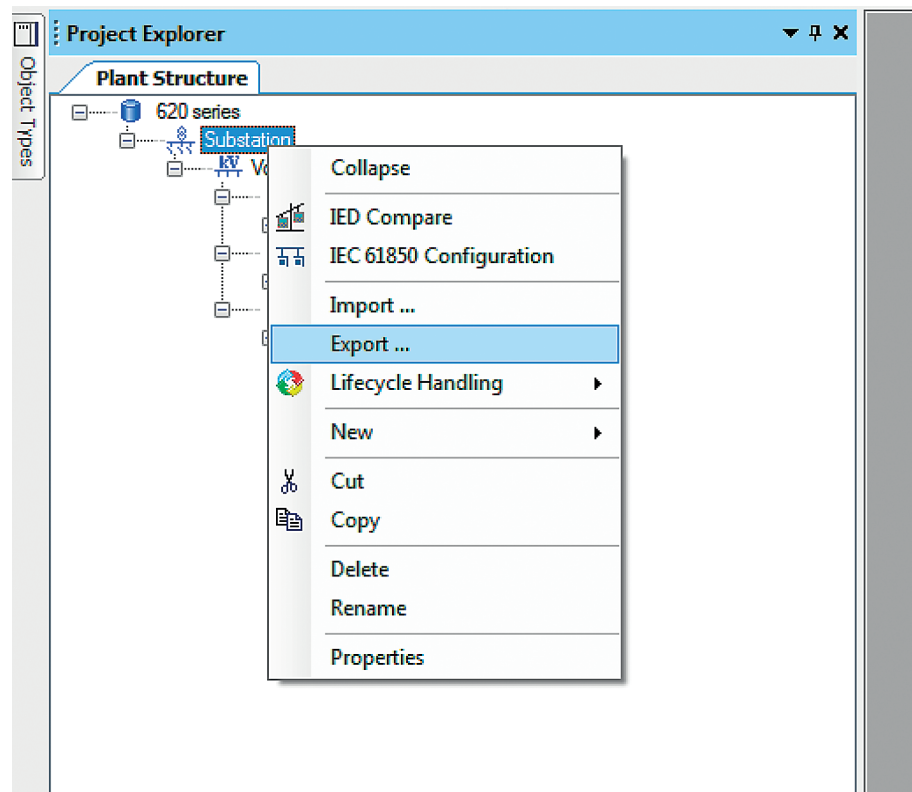 Project Explorer
Object Types
Plant Structure
620 series
Substation
kV
Collapse
IED Compare
IEC 61850 Configuration
Import ...
Export ...
Lifecycle Handling
New
Cut
Copy
Delete
Rename
Properties